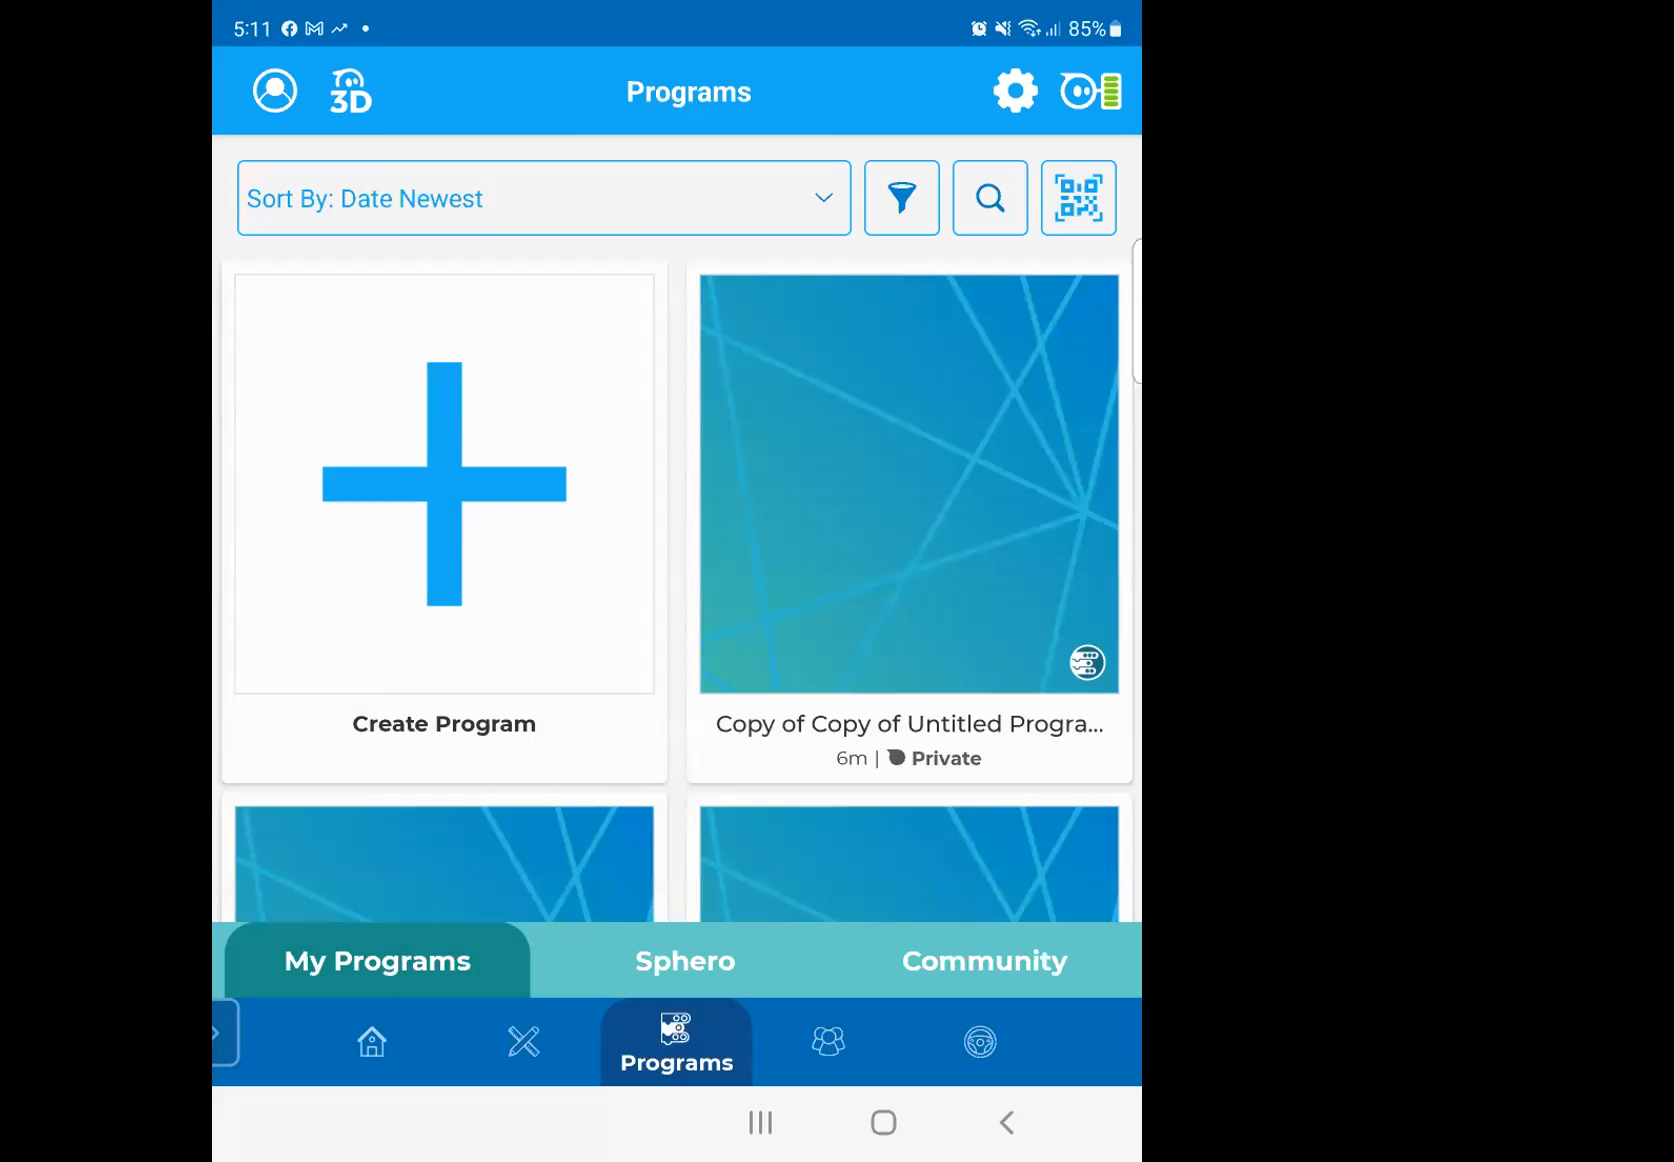 5:11
85%
3D
Programs
Sort By: Date Newest
Create Program
Copy of Copy of Untitled Progra...
6m | Private
My Programs
Sphero
Community
Programs